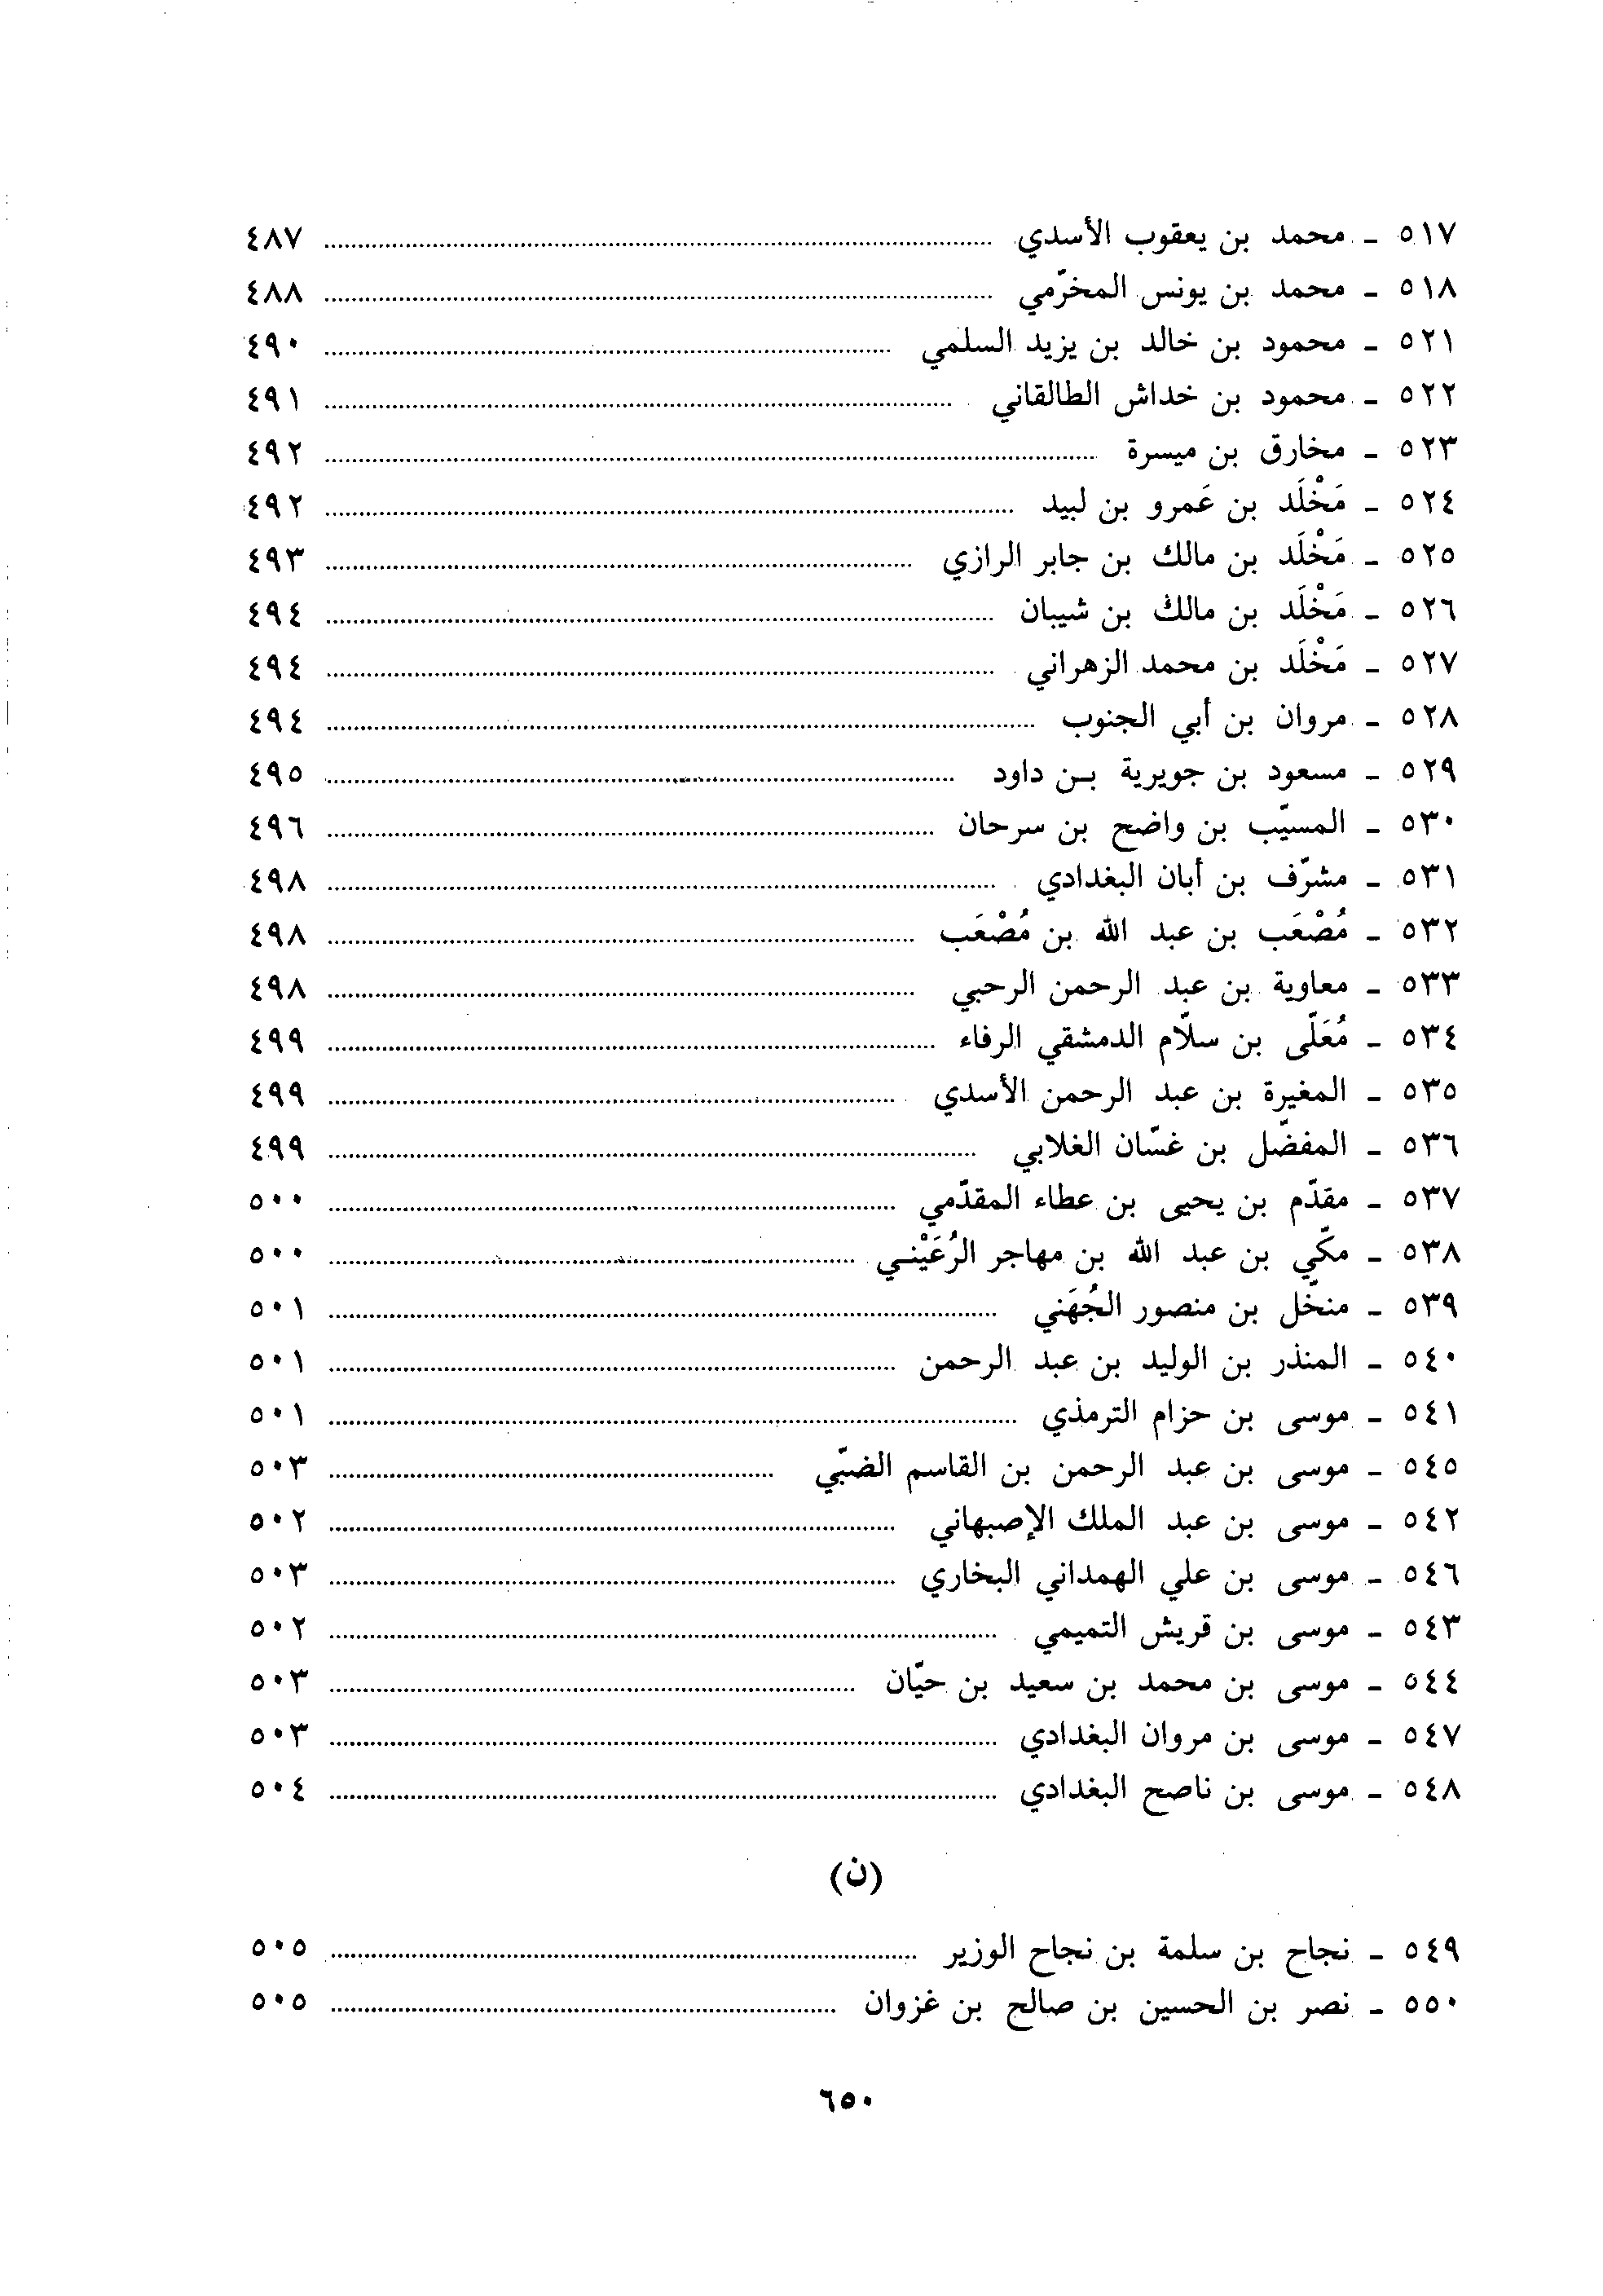 ٥١٧ ـ محمد بن يعقوب الأسدي ........ ٤٨٧
٥١٨ ـ محمد بن يونس المخرّمي ........ ٤٨٨
٥٢١ ـ محمود بن خالد بن يزيد السلمي ........ ٤٩٠
٥٢٢ ـ محمود بن خداش الطالقاني ........ ٤٩١
٥٢٣ ـ مخارق بن ميسرة ........ ٤٩٢
٥٢٤ ـ مَخْلَد بن عَمرو بن لبيد ........ ٤٩٢
٥٢٥ ـ مَخْلَد بن مالك بن جابر الرازي ........ ٤٩٣
٥٢٦ ـ مَخْلَد بن مالك بن شيبان ........ ٤٩٤
٥٢٧ ـ مَخْلَد بن محمد الزهراني ........ ٤٩٤
٥٢٨ ـ مروان بن أبي الجنوب ........ ٤٩٤
٥٢٩ ـ مسعود بن جويرية بـن داود ........ ٤٩٥
٥٣٠ ـ المسيّب بن واضح بن سرحان ........ ٤٩٦
٥٣١ ـ مشرّف بن أبان البغدادي ........ ٤٩٨
٥٣٢ ـ مُصْعَب بن عبد الله بن مُصْعَب ........ ٤٩٨
٥٣٣ ـ معاوية بن عبد الرحمن الرحبي ........ ٤٩٨
٥٣٤ ـ مُعَلّى بن سلّام الدمشقي الرفاء ........ ٤٩٩
٥٣٥ ـ المغيرة بن عبد الرحمن الأسدي ........ ٤٩٩
٥٣٦ ـ المفضّل بن غسّان الغلابي ........ ٤٩٩
٥٣٧ ـ مقدّم بن يحيى بن عطاء المقدّمي ........ ٥٠٠
٥٣٨ ـ مكّي بن عبد الله بن مهاجر الرُعَيْنـي ........ ٥٠٠
٥٣٩ ـ منخّل بن منصور الجُهَني ........ ٥٠١
٥٤٠ ـ المنذر بن الوليد بن عبد الرحمن ........ ٥٠١
٥٤١ ـ موسى بن حزام الترمذي ........ ٥٠١
٥٤٥ ـ موسى بن عبد الرحمن بن القاسم الضبّي ........ ٥٠٣
٥٤٢ ـ موسى بن عبد الملك الإصبهاني ........ ٥٠٢
٥٤٦ ـ موسى بن علي الهمداني البخاري ........ ٥٠٣
٥٤٣ ـ موسى بن قريش التميمي ........ ٥٠٢
٥٤٤ ـ موسى بن محمد بن سعيد بن حيّان ........ ٥٠٣
٥٤٧ ـ موسى بن مروان البغدادي ........ ٥٠٣
٥٤٨ ـ موسى بن ناصح البغدادي ........ ٥٠٤
(ن)
٥٤٩ ـ نجاح بن سلمة بن نجاح الوزير ........ ٥٠٥
٥٥٠ ـ نصر بن الحسين بن صالح بن غزوان ........ ٥٠٥
٦٥٠